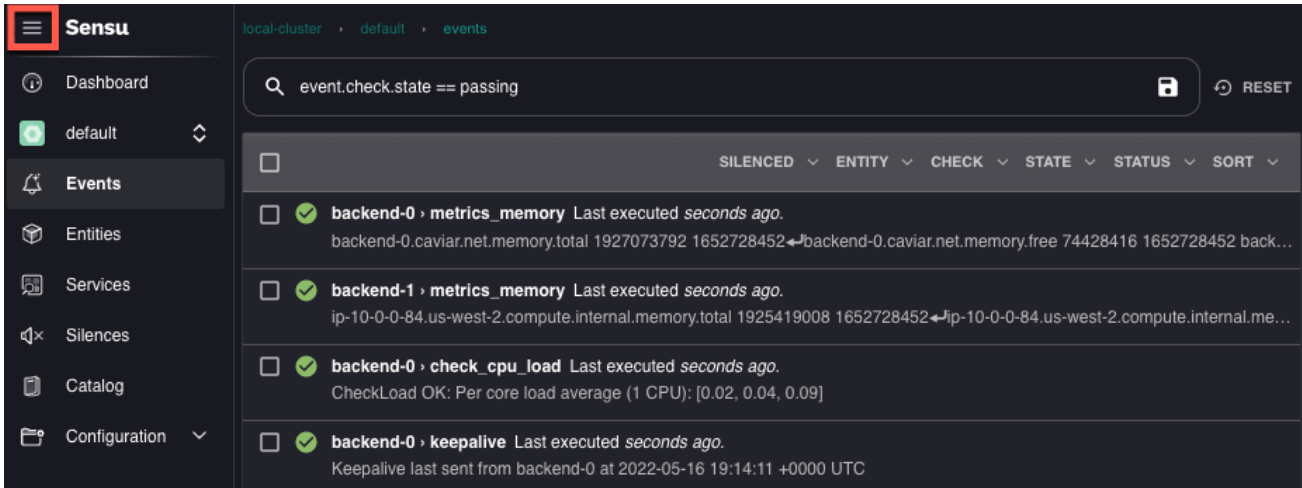 Sensu
local-cluster › default › events
Dashboard
event.check.state == passing
RESET
default
SILENCED ENTITY CHECK STATE STATUS SORT
Events
backend-0 › metrics_memory Last executed seconds ago.
backend-0.caviar.net.memory.total 1927073792 1652728452↵backend-0.caviar.net.memory.free 74428416 1652728452 back…
Entities
Services
backend-1 › metrics_memory Last executed seconds ago.
ip-10-0-0-84.us-west-2.compute.internal.memory.total 1925419008 1652728452↵ip-10-0-0-84.us-west-2.compute.internal.me…
Silences
backend-0 › check_cpu_load Last executed seconds ago.
CheckLoad OK: Per core load average (1 CPU): [0.02, 0.04, 0.09]
Catalog
Configuration
backend-0 › keepalive Last executed seconds ago.
Keepalive last sent from backend-0 at 2022-05-16 19:14:11 +0000 UTC